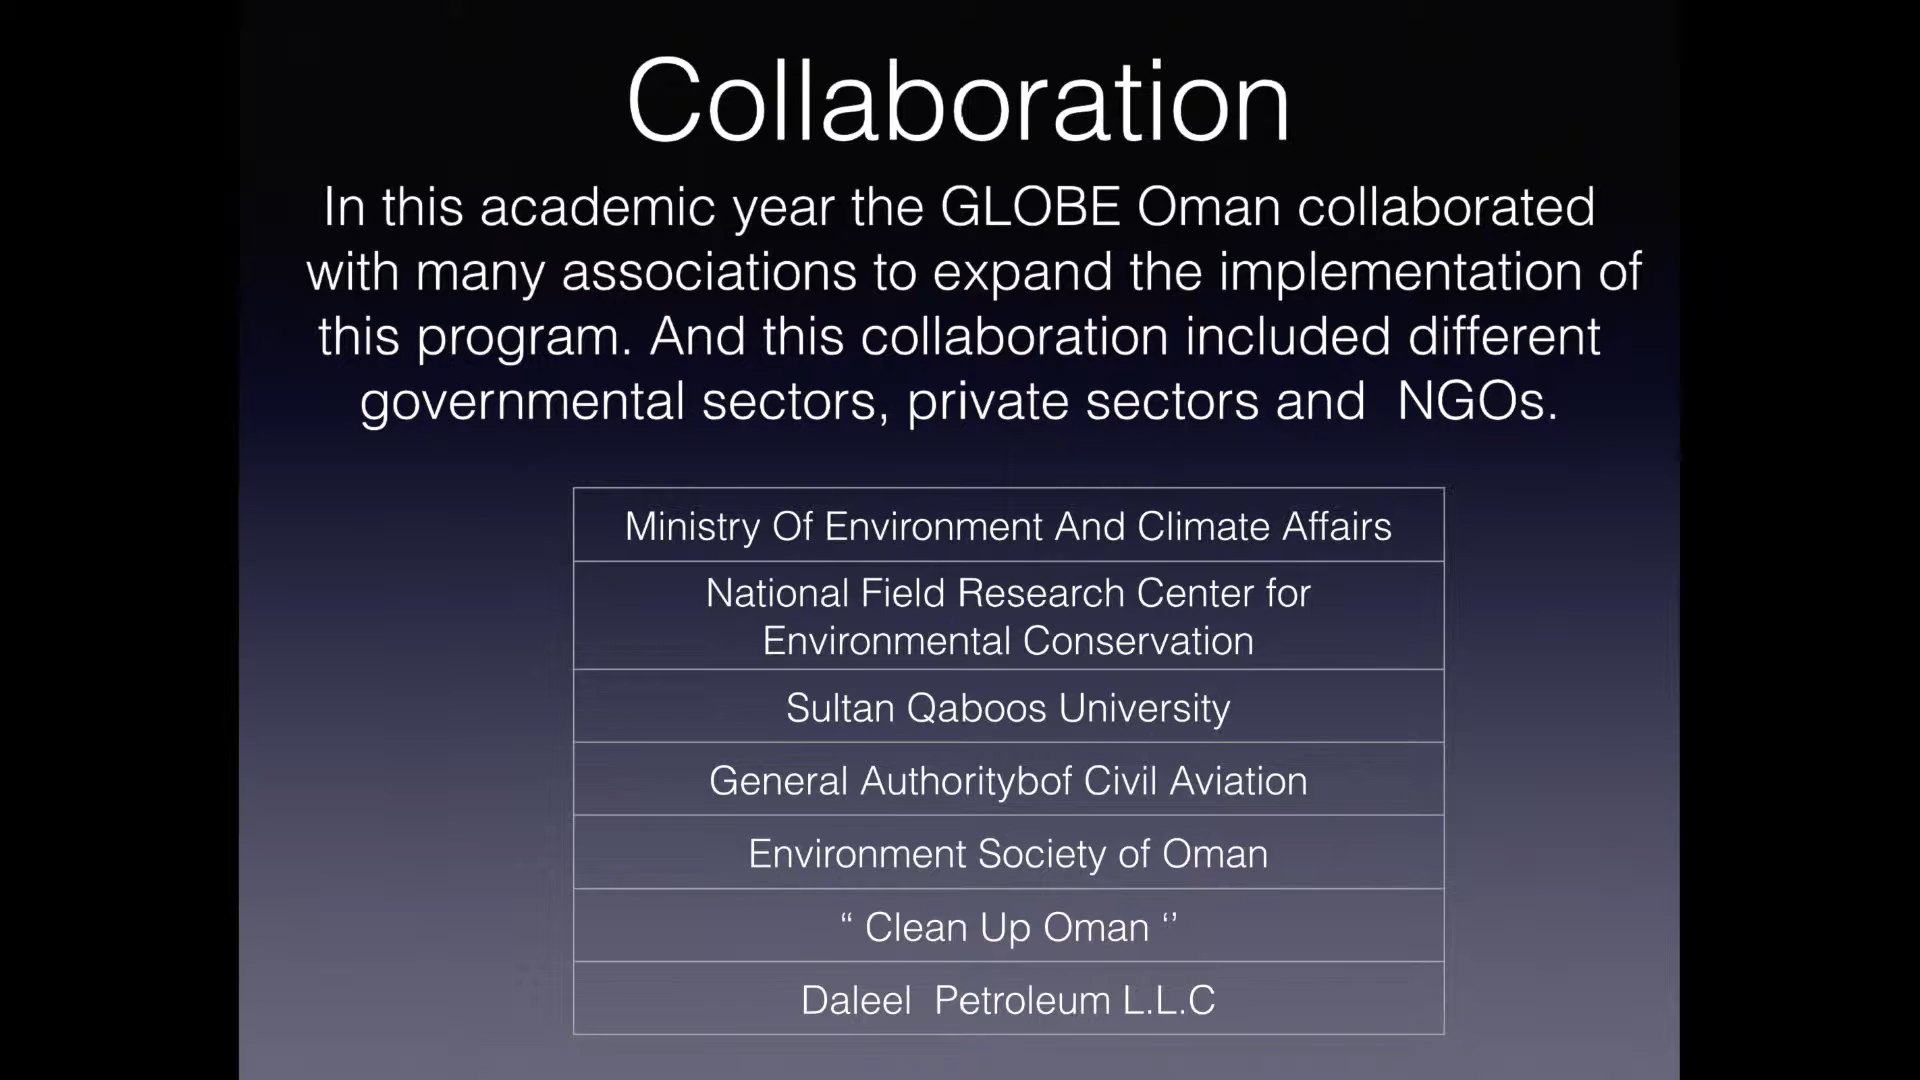 Collaboration
In this academic year the GLOBE Oman collaborated
with many associations to expand the implementation of
this program. And this collaboration included different
governmental sectors, private sectors and  NGOs.
Ministry Of Environment And Climate Affairs
National Field Research Center for
Environmental Conservation
Sultan Qaboos University
General Authoritybof Civil Aviation
Environment Society of Oman
“ Clean Up Oman ‘’
Daleel  Petroleum L.L.C